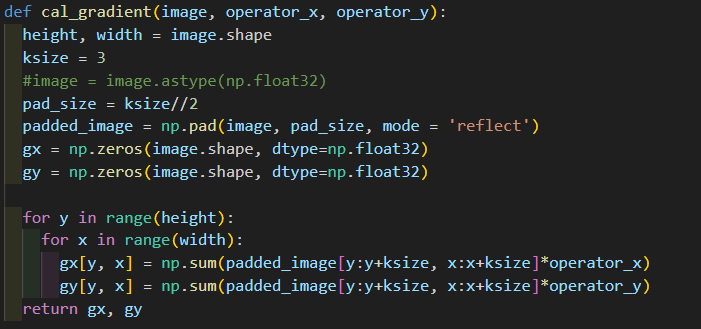 def cal_gradient(image, operator_x, operator_y):
  height, width = image.shape
  ksize = 3
  #image = image.astype(np.float32)
  pad_size = ksize//2
  padded_image = np.pad(image, pad_size, mode = 'reflect')
  gx = np.zeros(image.shape, dtype=np.float32)
  gy = np.zeros(image.shape, dtype=np.float32)

  for y in range(height):
    for x in range(width):
      gx[y, x] = np.sum(padded_image[y:y+ksize, x:x+ksize]*operator_x)
      gy[y, x] = np.sum(padded_image[y:y+ksize, x:x+ksize]*operator_y)
  return gx, gy